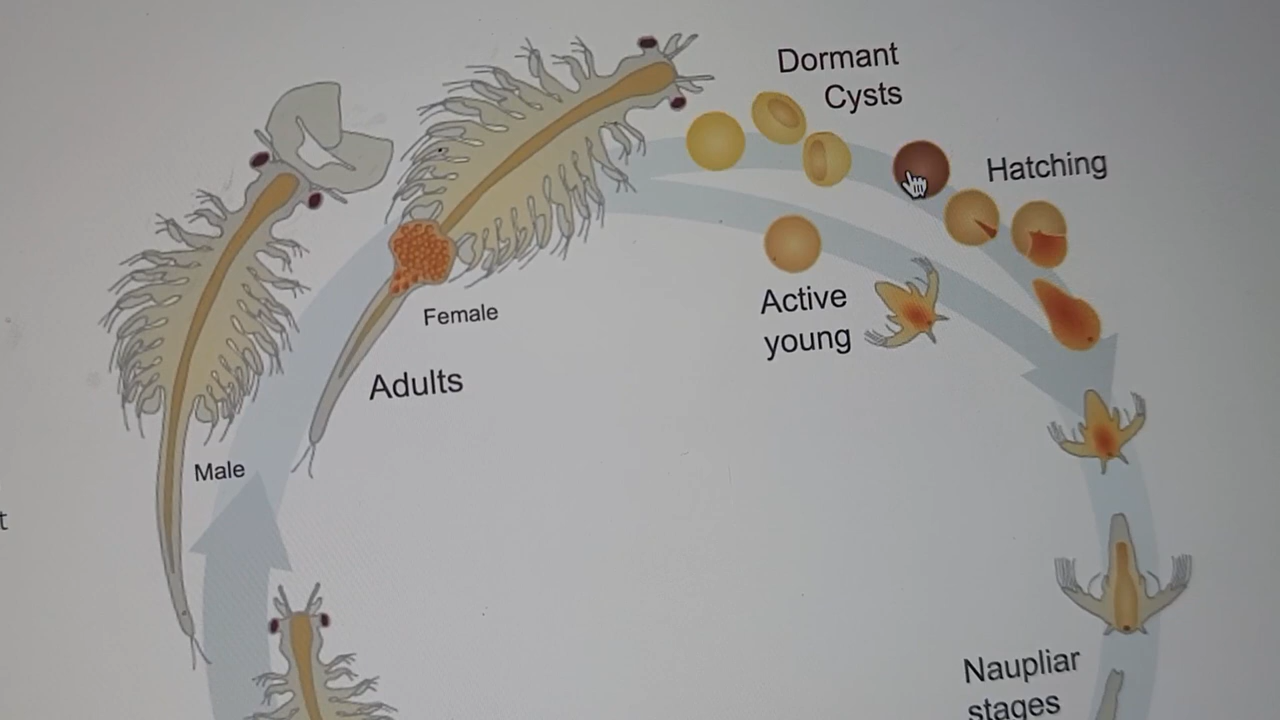 Dormant
Cysts
Hatching
Active
young
Female
Adults
Male
t
Naupliar
stages